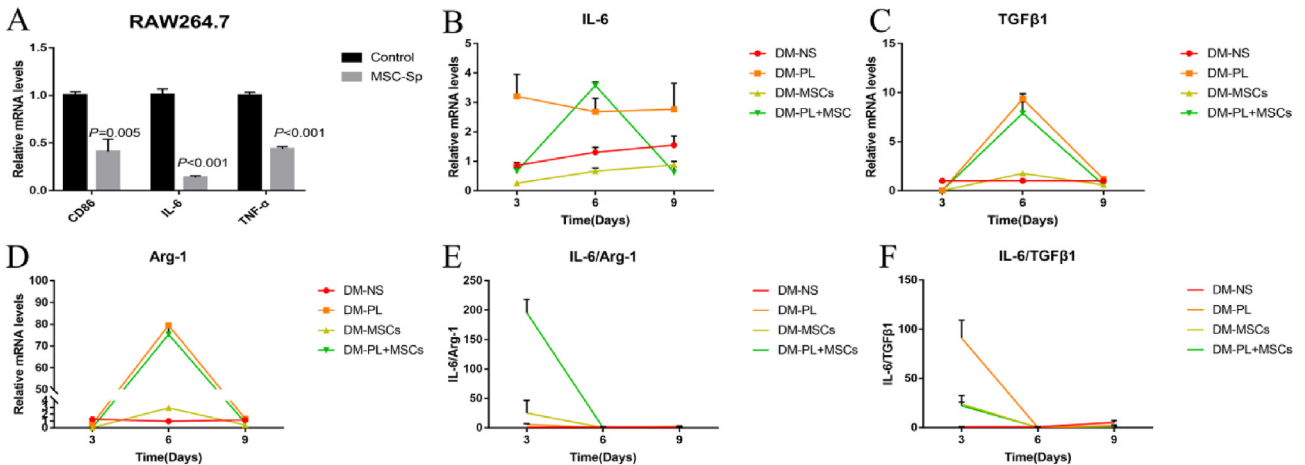 A
RAW264.7
Relative mRNA levels
1.5
1.0
0.5
0.0
P=0.005
P<0.001
P<0.001
CD86
IL-6
TNF-α
Control
MSC-Sp
B
IL-6
Relative mRNA levels
5
4
3
2
1
0
3 6 9
Time(Days)
DM-NS
DM-PL
DM-MSCs
DM-PL+MSC
C
TGFβ1
Relative mRNA levels
15
10
5
0
3 6 9
Time(Days)
DM-NS
DM-PL
DM-MSCs
DM-PL+MSCs
D
Arg-1
Relative mRNA levels
100
90
80
70
60
50
4
3
2
1
0
3 6 9
Time(Days)
DM-NS
DM-PL
DM-MSCs
DM-PL+MSCs
E
IL-6/Arg-1
IL-6/Arg-1
250
200
150
100
50
0
3 6 9
Time(Days)
DM-NS
DM-PL
DM-MSCs
DM-PL+MSCs
F
IL-6/TGFβ1
IL-6/TGFβ1
150
100
50
0
3 6 9
Time(Days)
DM-NS
DM-PL
DM-MSCs
DM-PL+MSCs